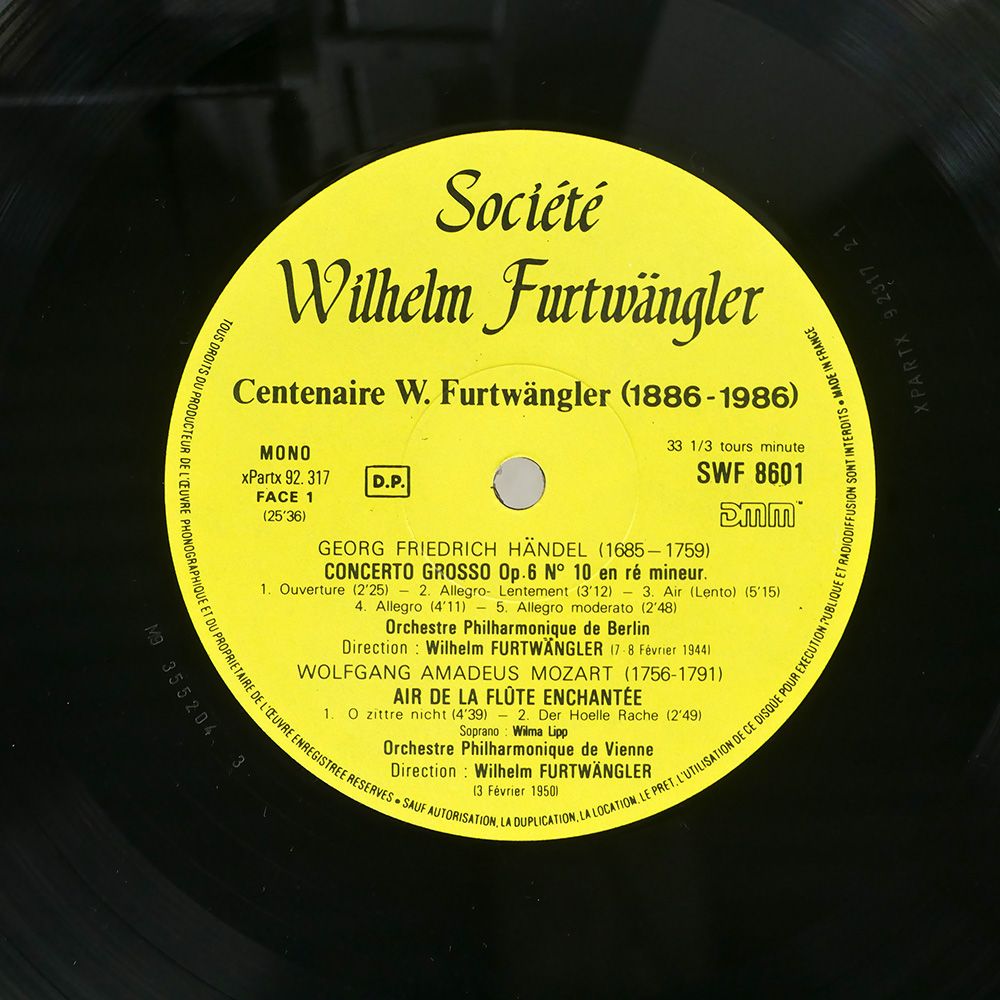 Société
Wilhelm Furtwängler
Centenaire W. Furtwängler (1886-1986)
MONO
xPartx 92.317
FACE 1
(25'36)
D.P.
33 1/3 tours minute
SWF 8601
DMM™
GEORG FRIEDRICH HÄNDEL (1685–1759)
CONCERTO GROSSO Op.6 N° 10 en ré mineur.
1. Ouverture (2'25) – 2. Allegro- Lentement (3'12) – 3. Air (Lento) (5'15)
4. Allegro (4'11) – 5. Allegro moderato (2'48)
Orchestre Philharmonique de Berlin
Direction : Wilhelm FURTWÄNGLER (7-8 Février 1944)
WOLFGANG AMADEUS MOZART (1756-1791)
AIR DE LA FLÛTE ENCHANTÉE
1. O zittre nicht (4'39) – 2. Der Hoelle Rache (2'49)
Soprano : Wilma Lipp
Orchestre Philharmonique de Vienne
Direction : Wilhelm FURTWÄNGLER
(3 Février 1950)
TOUS DROITS DU PRODUCTEUR DE L'ŒUVRE PHONOGRAPHIQUE ET DU PROPRIETAIRE DE L'ŒUVRE ENREGISTREE RESERVES • SAUF AUTORISATION, LA DUPLICATION, LA LOCATION, LE PRET, L'UTILISATION DE CE DISQUE POUR EXECUTION PUBLIQUE ET RADIODIFFUSION SONT INTERDITS • MADE IN FRANCE
XPARTX 92317 21
M9 355204 3